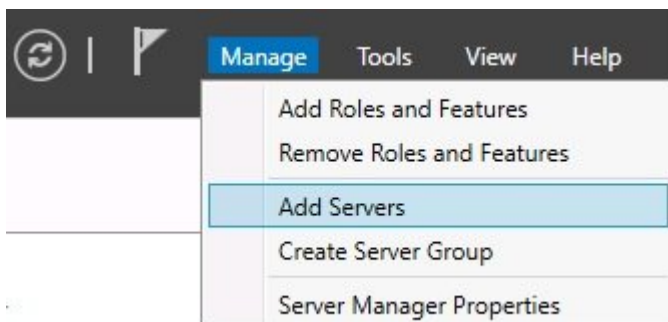 Manage Tools View Help
Add Roles and Features
Remove Roles and Features
Add Servers
Create Server Group
Server Manager Properties